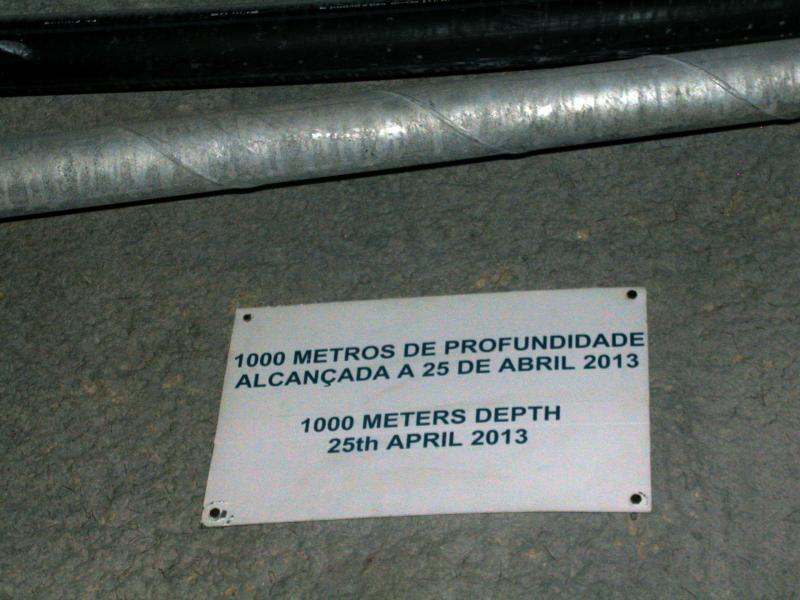 1000 METROS DE PROFUNDIDADE
ALCANÇADA A 25 DE ABRIL 2013
1000 METERS DEPTH
25th APRIL 2013